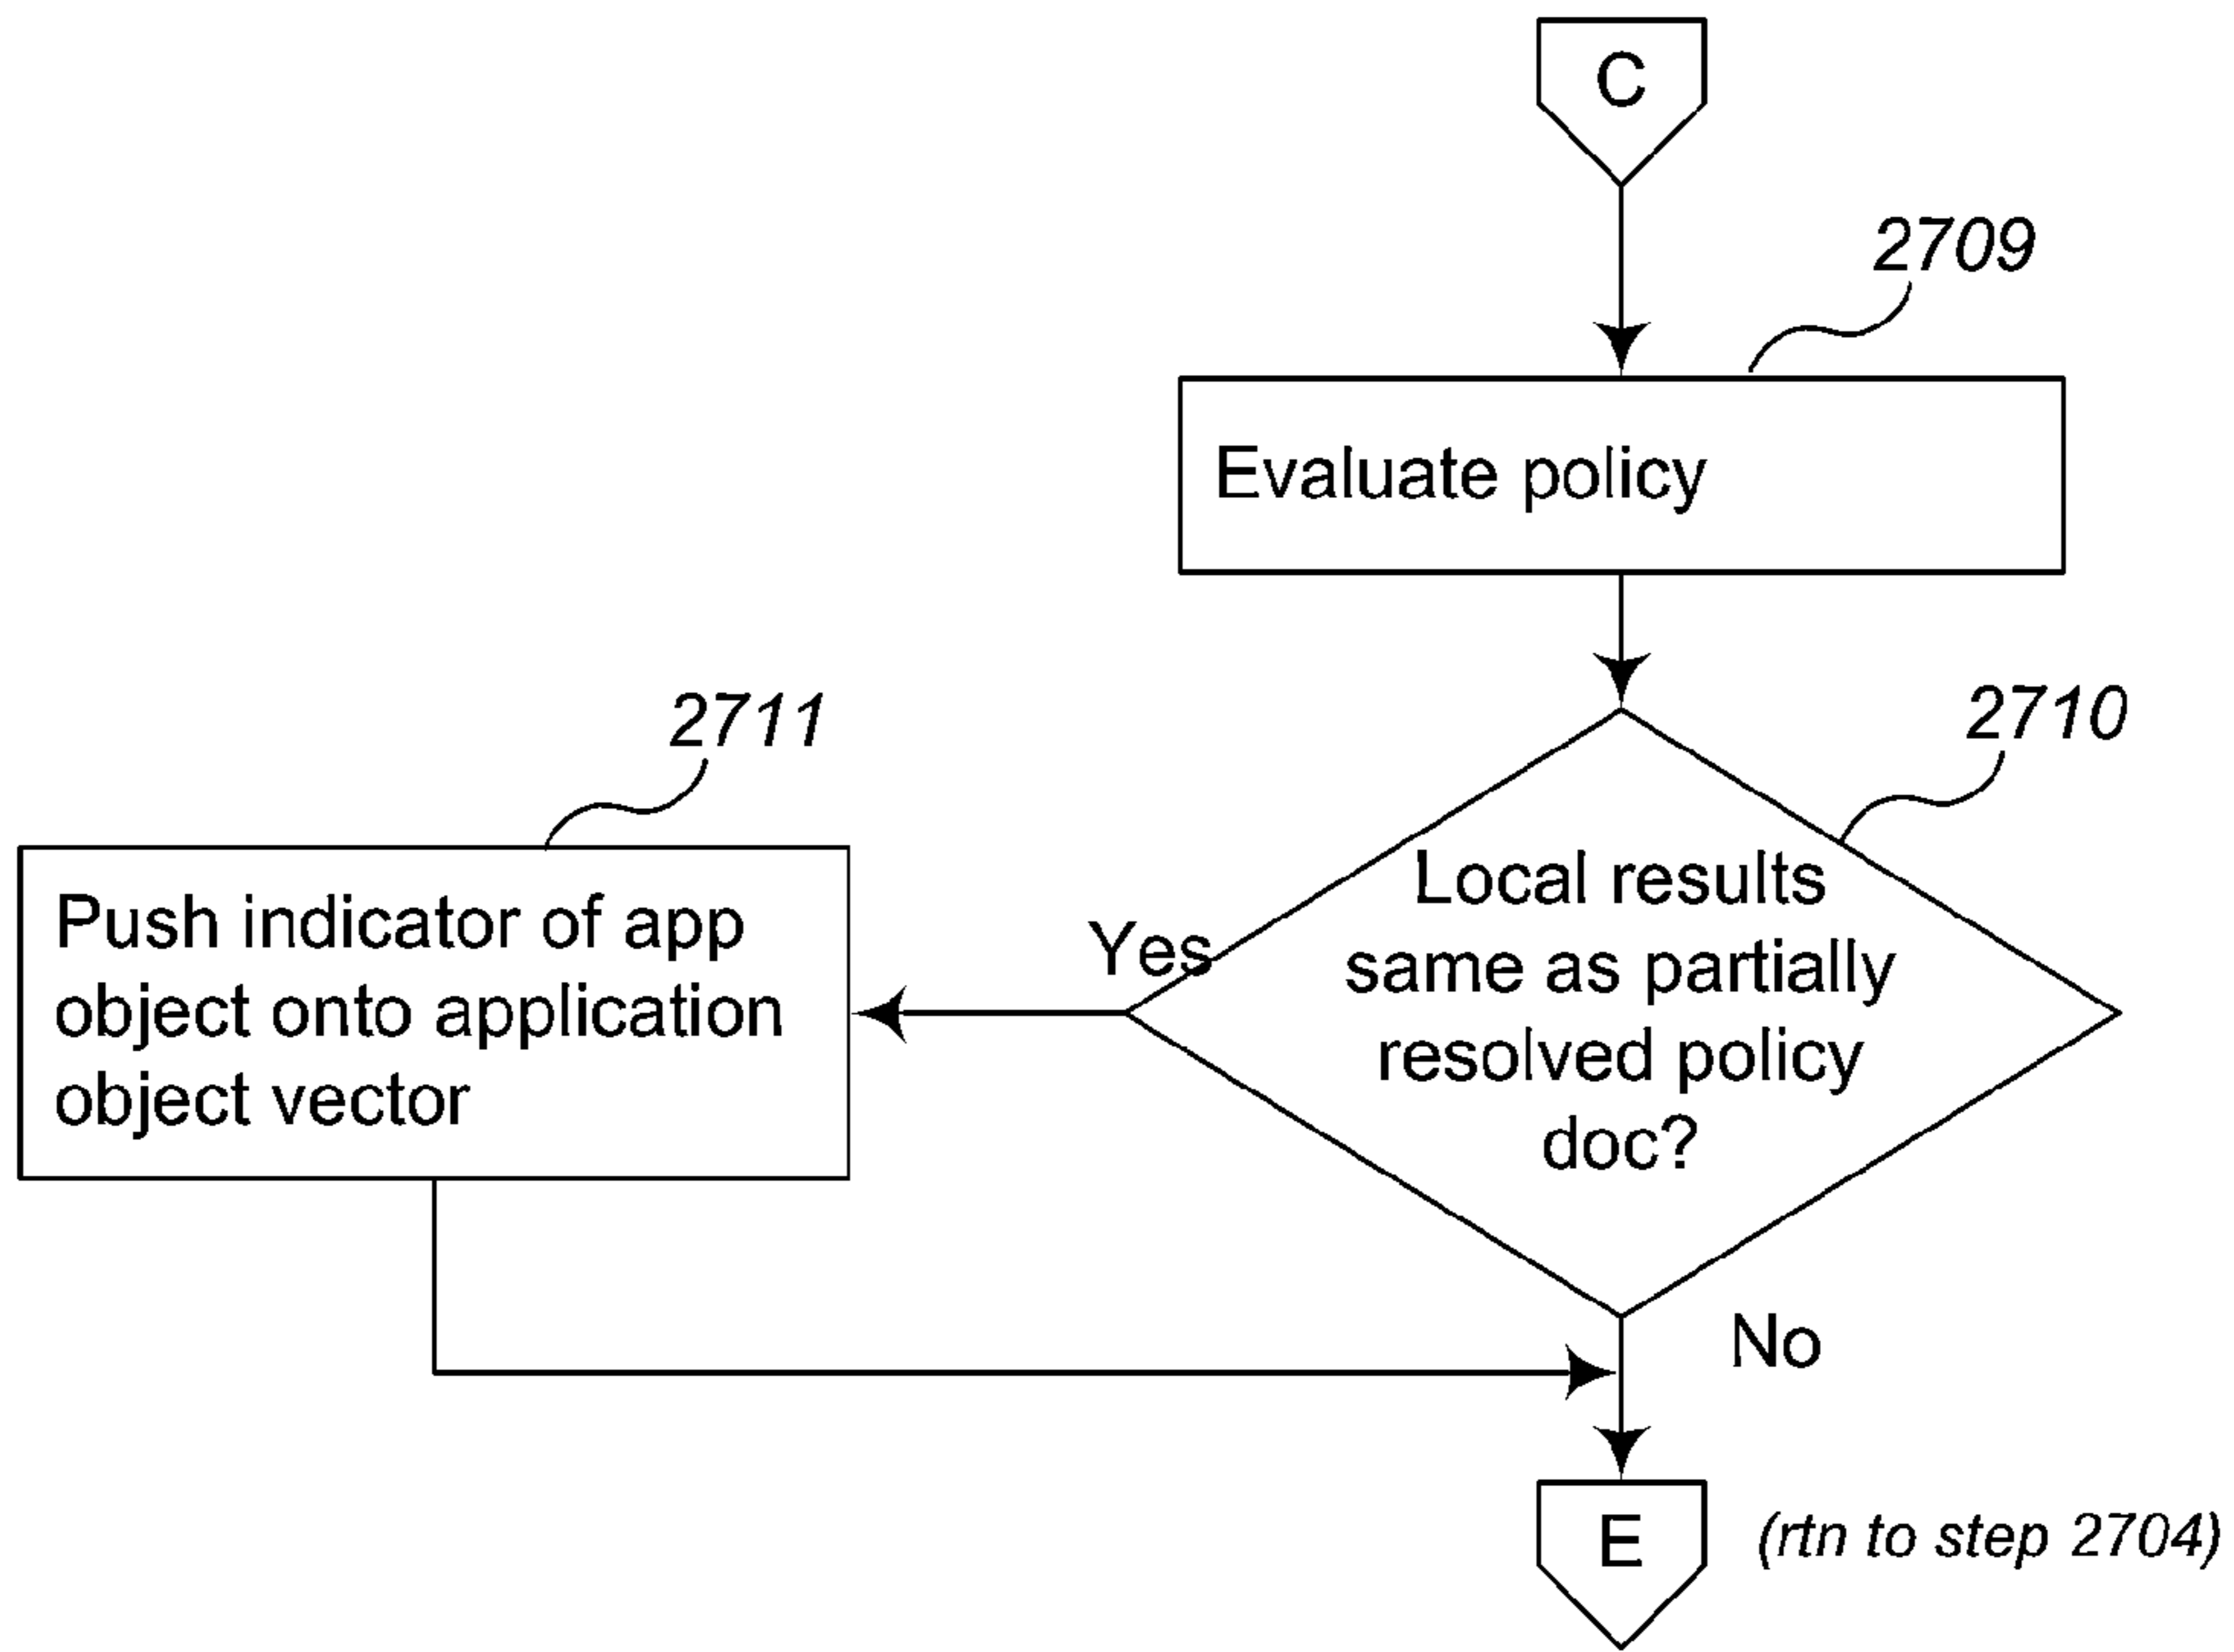 C
2709
Evaluate policy
2710
2711
Local results
same as partially
resolved policy
doc?
Yes
Push indicator of app
object onto application
object vector
No
E
(rtn to step 2704)